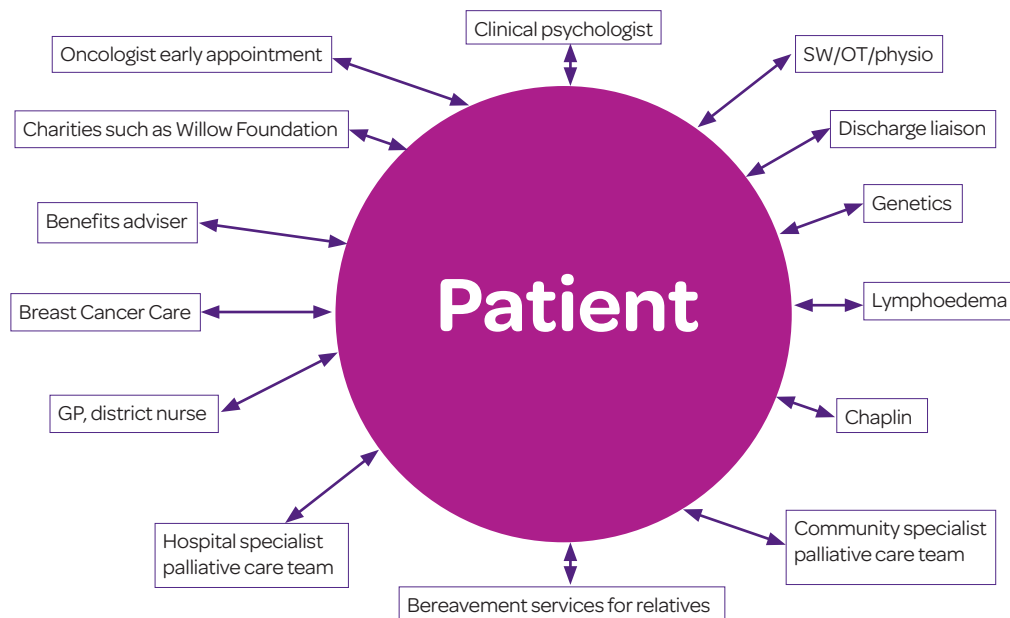 Clinical psychologist
Oncologist early appointment
SW/OT/physio
Charities such as Willow Foundation
Discharge liaison
Benefits adviser
Genetics
Patient
Breast Cancer Care
Lymphoedema
GP, district nurse
Chaplin
Hospital specialist
palliative care team
Community specialist
palliative care team
Bereavement services for relatives